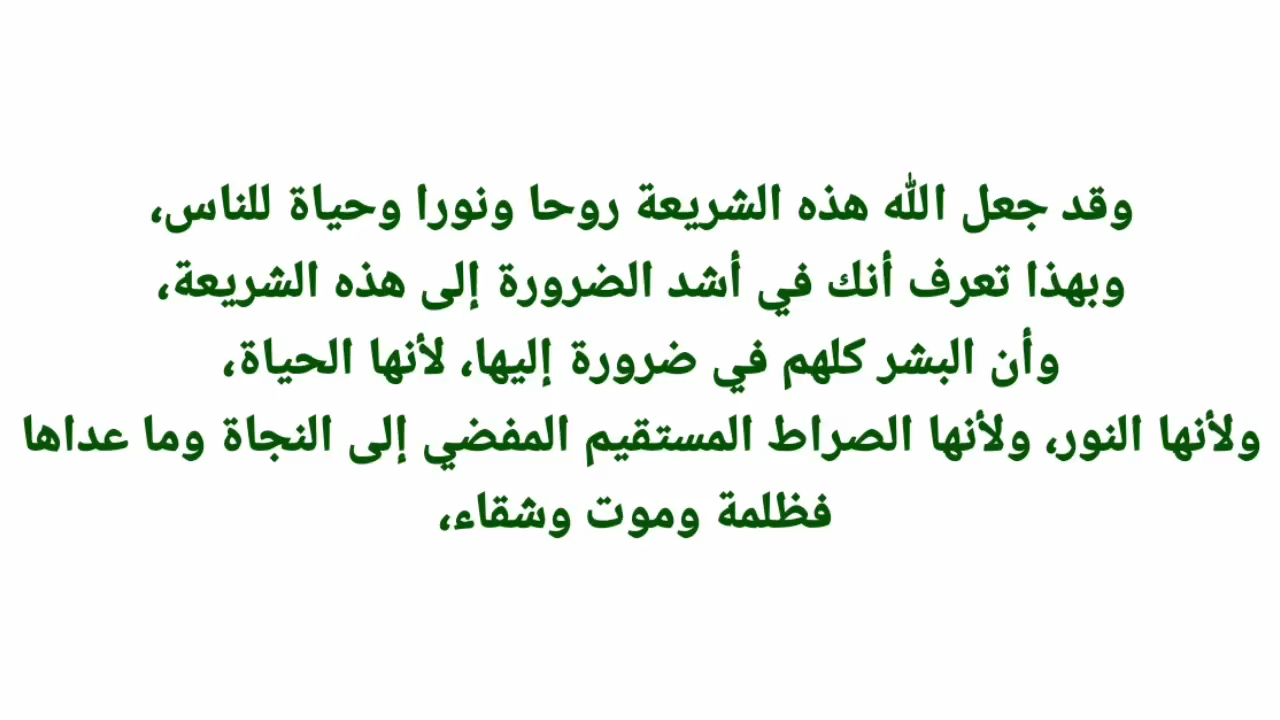 وقد جعل الله هذه الشريعة روحا ونورا وحياة للناس،
وبهذا تعرف أنك في أشد الضرورة إلى هذه الشريعة،
وأن البشر كلهم في ضرورة إليها، لأنها الحياة،
ولأنها النور، ولأنها الصراط المستقيم المفضي إلى النجاة وما عداها
فظلمة وموت وشقاء،